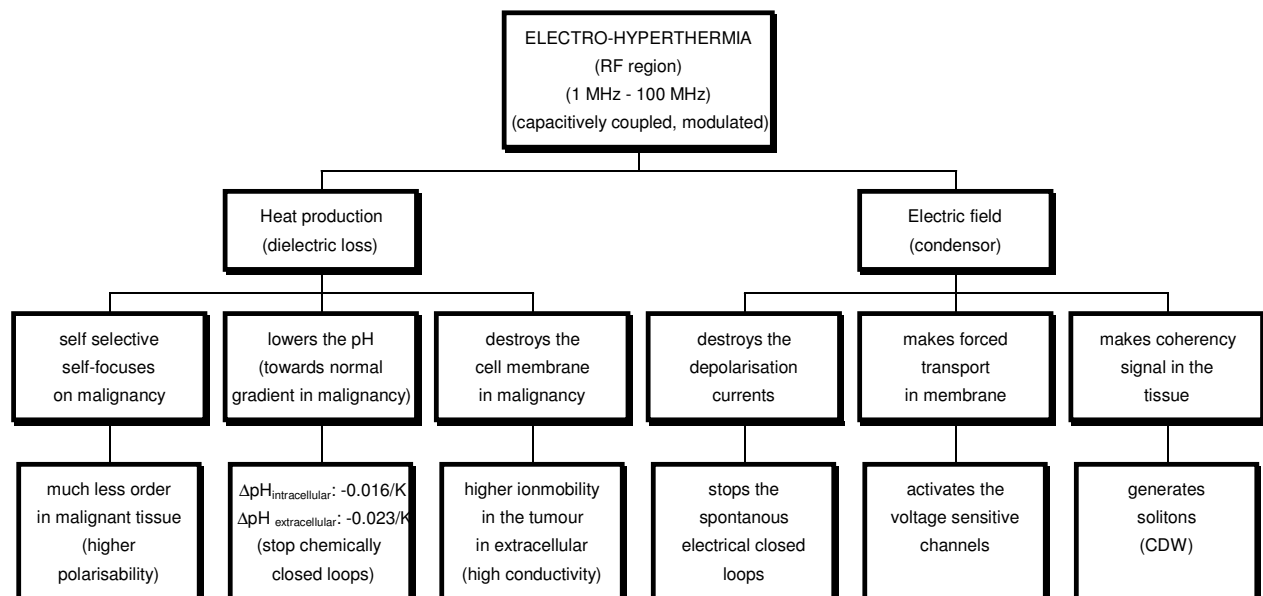 ELECTRO-HYPERTHERMIA
(RF region)
(1 MHz - 100 MHz)
(capacitively coupled, modulated)
Heat production
(dielectric loss)
Electric field
(condensor)
self selective
self-focuses
on malignancy
lowers the pH
(towards normal
gradient in malignancy)
destroys the
cell membrane
in malignancy
destroys the
depolarisation
currents
makes forced
transport
in membrane
makes coherency
signal in the
tissue
much less order
in malignant tissue
(higher
polarisability)
ΔpHintracellular: -0.016/K
ΔpH extracellular: -0.023/K
(stop chemically
closed loops)
higher ionmobility
in the tumour
in extracellular
(high conductivity)
stops the
spontanous
electrical closed
loops
activates the
voltage sensitive
channels
generates
solitons
(CDW)